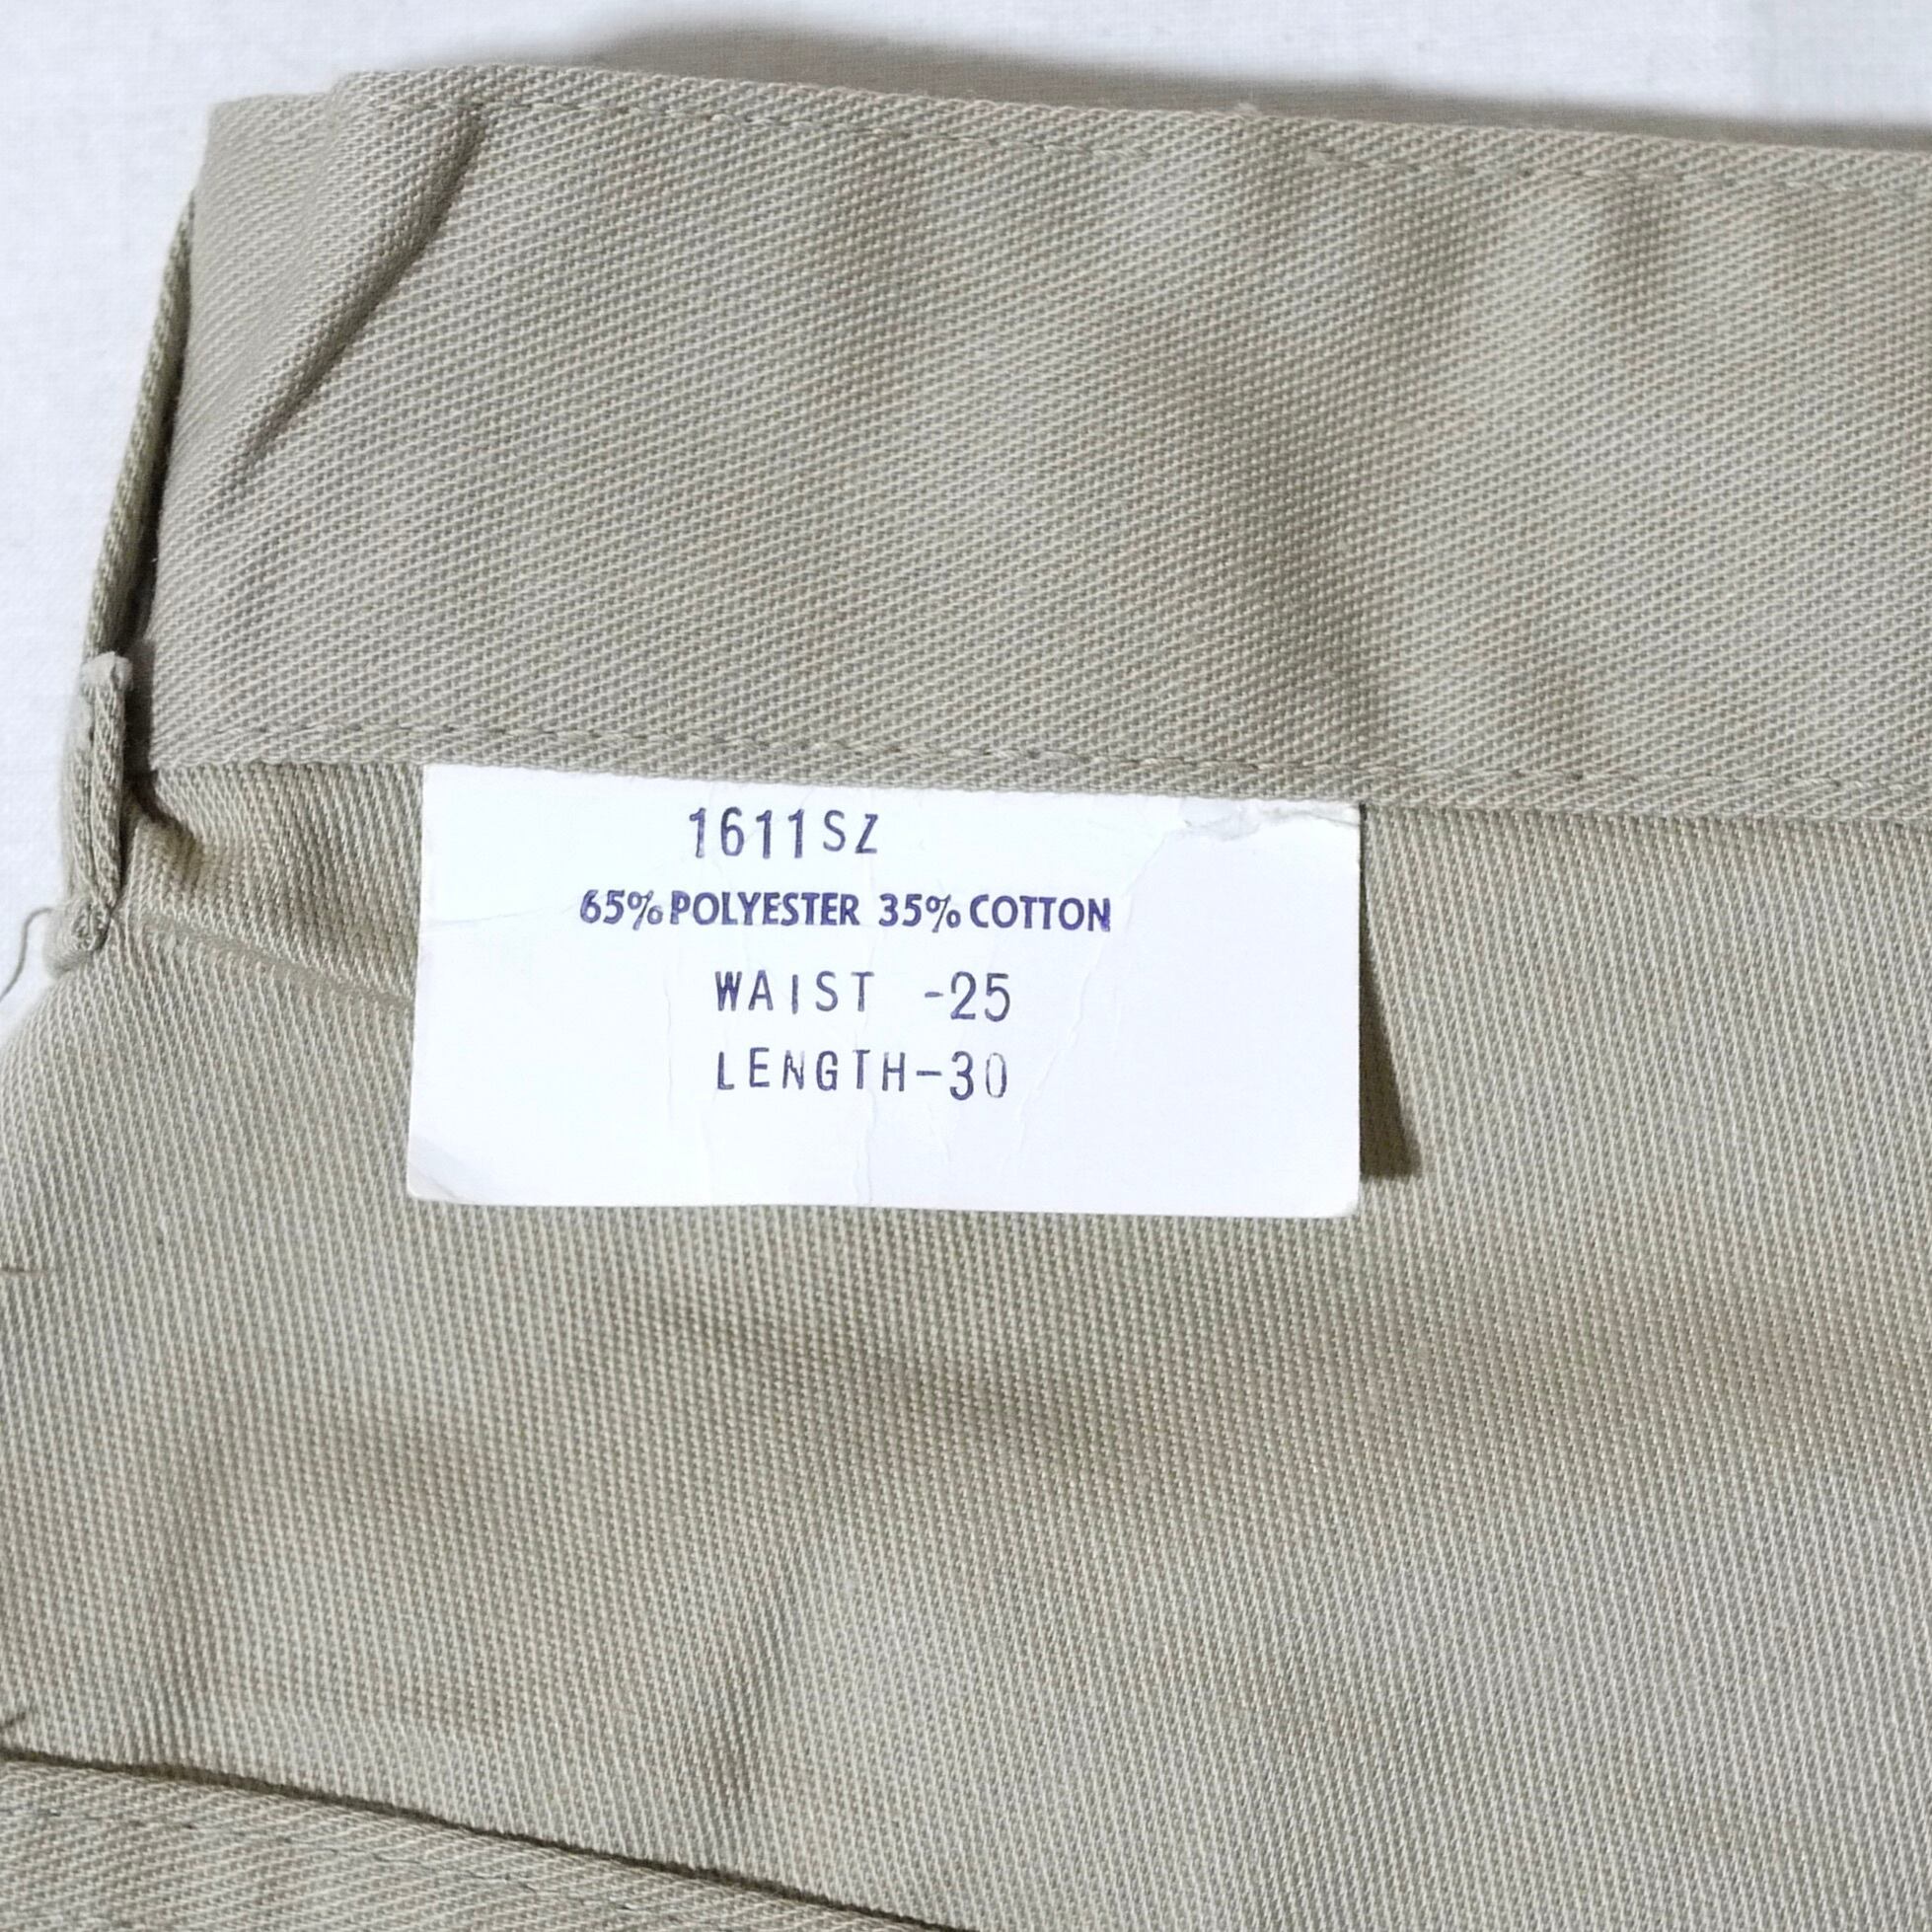 1611SZ
65% POLYESTER 35% COTTON
WAIST -25
LENGTH-30